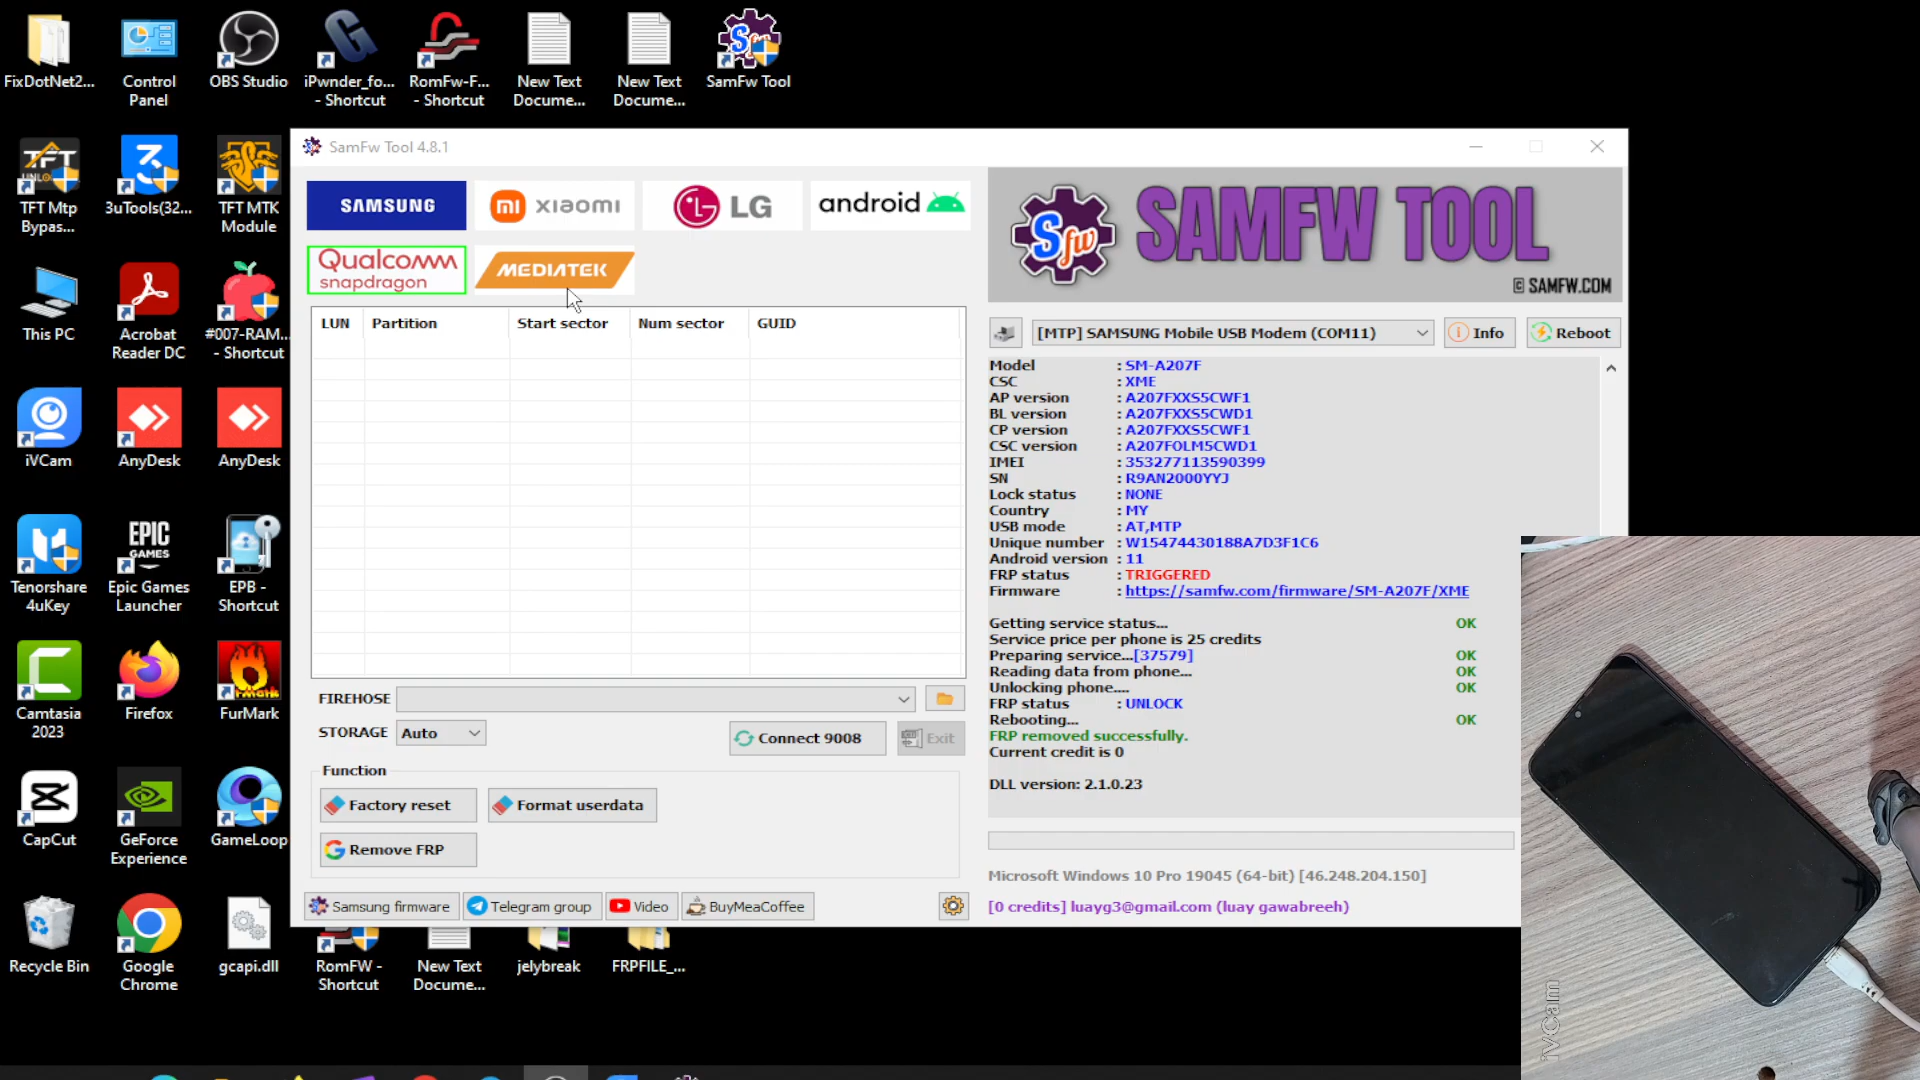 FixDotNet2...
Control
Panel
OBS Studio
iPwnder_fo...
- Shortcut
RomFw-F...
- Shortcut
New Text
Docume...
New Text
Docume...
SamFw Tool
TFT Mtp
Bypas...
3uTools(32...
TFT MTK
Module
This PC
Acrobat
Reader DC
#007-RAM...
- Shortcut
iVCam
AnyDesk
AnyDesk
Tenorshare
4uKey
Epic Games
Launcher
EPB -
Shortcut
Camtasia
2023
Firefox
FurMark
CapCut
GeForce
Experience
GameLoop
Recycle Bin
Google
Chrome
gcapi.dll
RomFW -
Shortcut
New Text
Docume...
jelybreak
FRPFILE_...
SamFw Tool 4.8.1
SAMSUNG
xiaomi
LG
android
Qualcomm
snapdragon
MEDIATEK
LUN Partition Start sector Num sector GUID
FIREHOSE
STORAGE Auto
Connect 9008
Exit
Function
Factory reset
Format userdata
Remove FRP
Samsung firmware
Telegram group
Video
BuyMeaCoffee
Sfw
SAMFW TOOL
© SAMFW.COM
[MTP] SAMSUNG Mobile USB Modem (COM11)
Info
Reboot
Model : SM-A207F
CSC : XME
AP version : A207FXXS5CWF1
BL version : A207FXXS5CWD1
CP version : A207FXXS5CWF1
CSC version : A207FOLM5CWD1
IMEI : 353277113590399
SN : R9AN2000YYJ
Lock status : NONE
Country : MY
USB mode : AT,MTP
Unique number : W15474430188A7D3F1C6
Android version : 11
FRP status : TRIGGERED
Firmware : https://samfw.com/firmware/SM-A207F/XME
Getting service status... OK
Service price per phone is 25 credits
Preparing service...[37579] OK
Reading data from phone... OK
Unlocking phone.... OK
FRP status : UNLOCK
Rebooting... OK
FRP removed successfully.
Current credit is 0
DLL version: 2.1.0.23
Microsoft Windows 10 Pro 19045 (64-bit) [46.248.204.150]
[0 credits] luayg3@gmail.com (luay gawabreeh)
iVCam